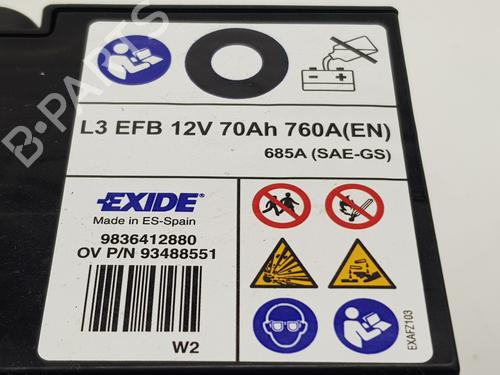 L3 EFB 12V 70Ah 760A(EN)
685A (SAE-GS)
EXIDE
Made in ES-Spain
9836412880
OV P/N 93488551
W2
EXAFZ103
B-PARTS